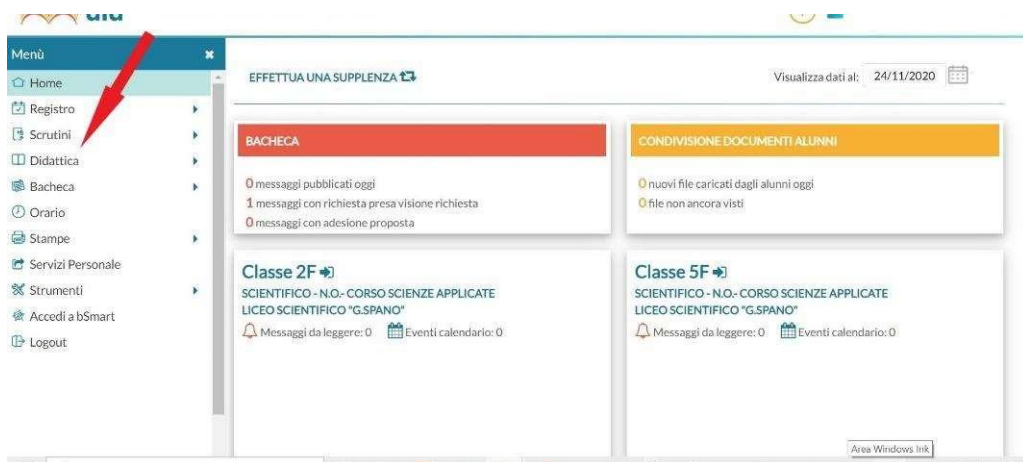 Menù
Home
Registro
Scrutini
Didattica
Bacheca
Orario
Stampe
Servizi Personale
Strumenti
Accedi a bSmart
Logout
EFFETTUA UNA SUPPLENZA
Visualizza dati al: 24/11/2020
BACHECA
0 messaggi pubblicati oggi
1 messaggi con richiesta presa visione richiesta
0 messaggi con adesione proposta
CONDIVISIONE DOCUMENTI ALUNNI
0 nuovi file caricati dagli alunni oggi
0 file non ancora visti
Classe 2F
SCIENTIFICO - N.O.- CORSO SCIENZE APPLICATE
LICEO SCIENTIFICO "G.SPANO"
Messaggi da leggere: 0 Eventi calendario: 0
Classe 5F
SCIENTIFICO - N.O.- CORSO SCIENZE APPLICATE
LICEO SCIENTIFICO "G.SPANO"
Messaggi da leggere: 0 Eventi calendario: 0
Area Windows Ink